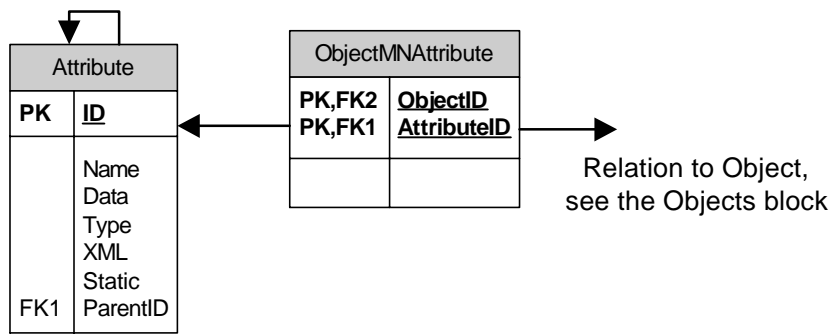 Attribute
PK ID
Name
Data
Type
XML
Static
FK1 ParentID
ObjectMNAttribute
PK,FK2 ObjectID
PK,FK1 AttributeID
Relation to Object,
see the Objects block